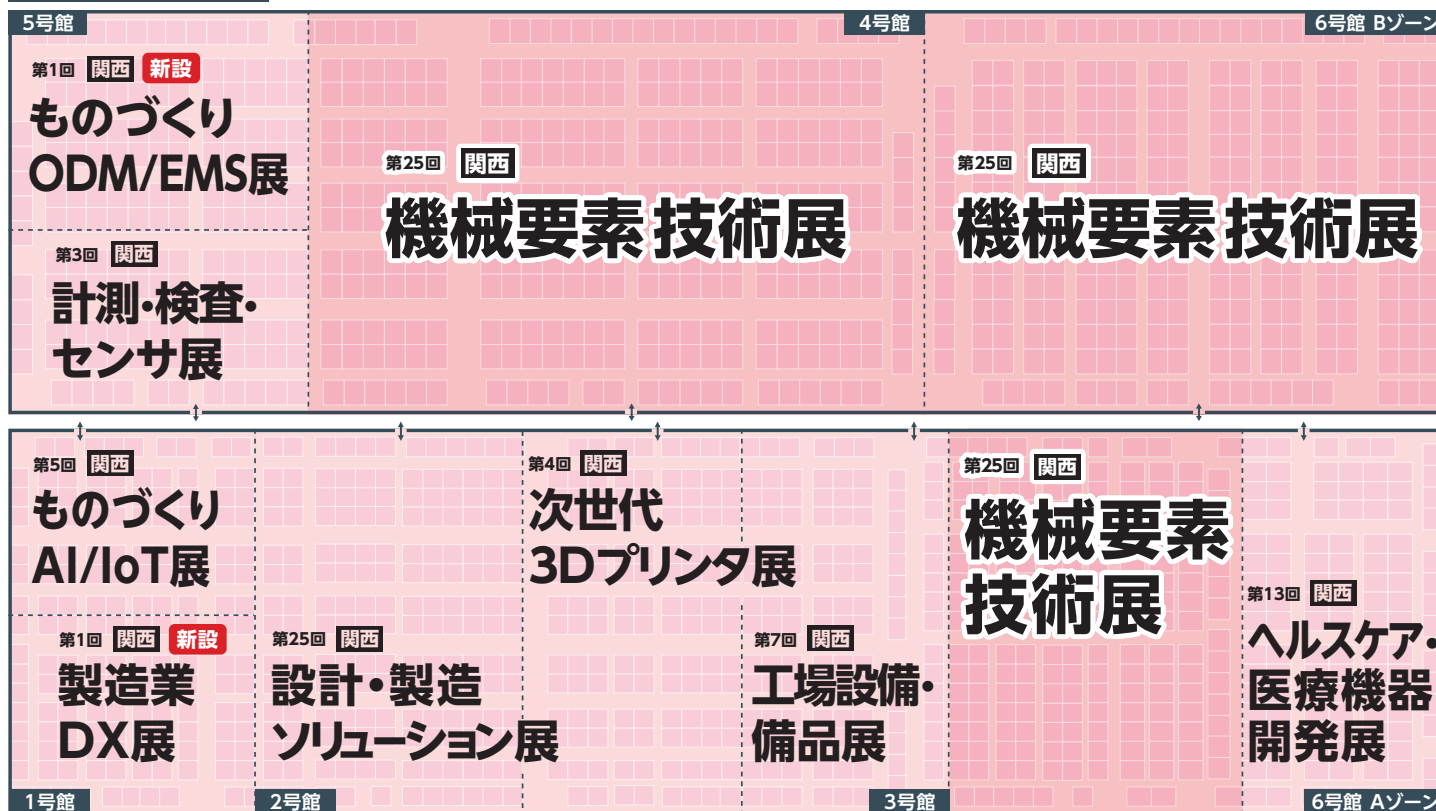 5号館
4号館
6号館 Bゾーン
第1回 関西 新設
ものづくり
ODM/EMS展
第3回 関西
計測・検査・
センサ展
第25回 関西
機械要素技術展
第25回 関西
機械要素技術展
第5回 関西
ものづくり
AI/IoT展
第1回 関西 新設
製造業
DX展
第25回 関西
設計・製造
ソリューション展
第4回 関西
次世代
3Dプリンタ展
第7回 関西
工場設備・
備品展
第25回 関西
機械要素
技術展
第13回 関西
ヘルスケア・
医療機器
開発展
1号館
2号館
3号館
6号館 Aゾーン